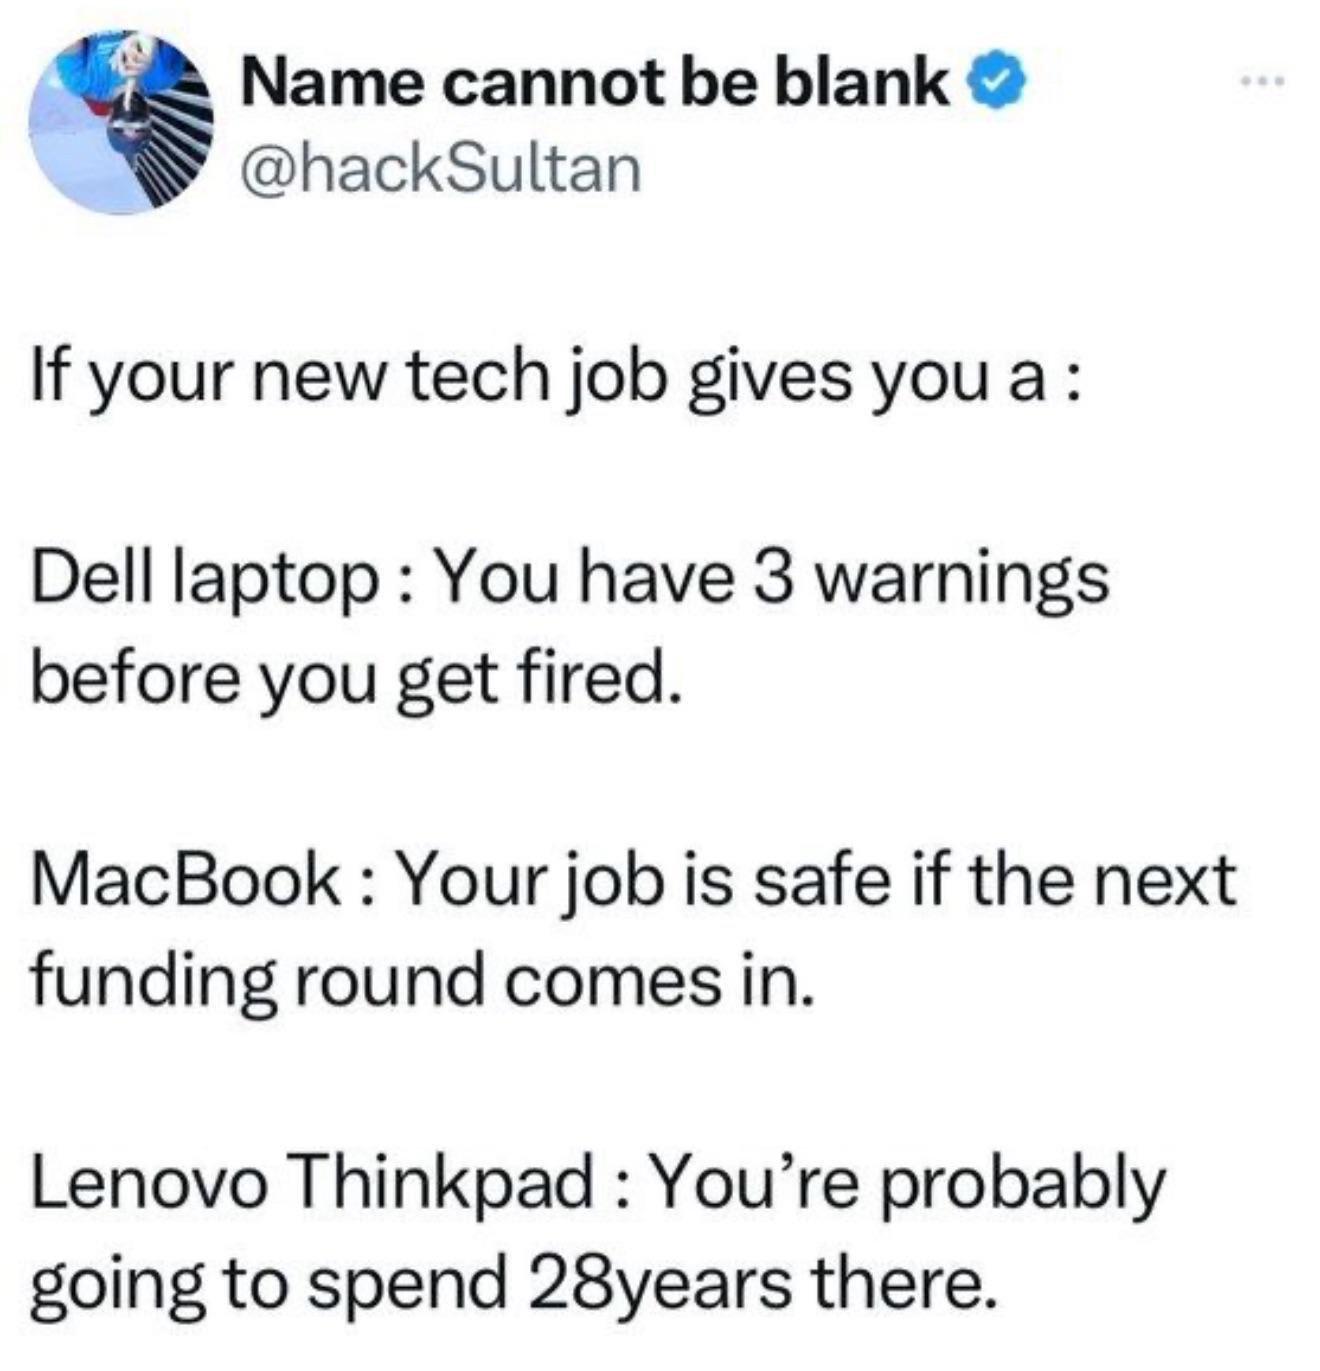 Name cannot be blank
@hackSultan
If your new tech job gives you a :
Dell laptop : You have 3 warnings
before you get fired.
MacBook : Your job is safe if the next
funding round comes in.
Lenovo Thinkpad : You’re probably
going to spend 28years there.